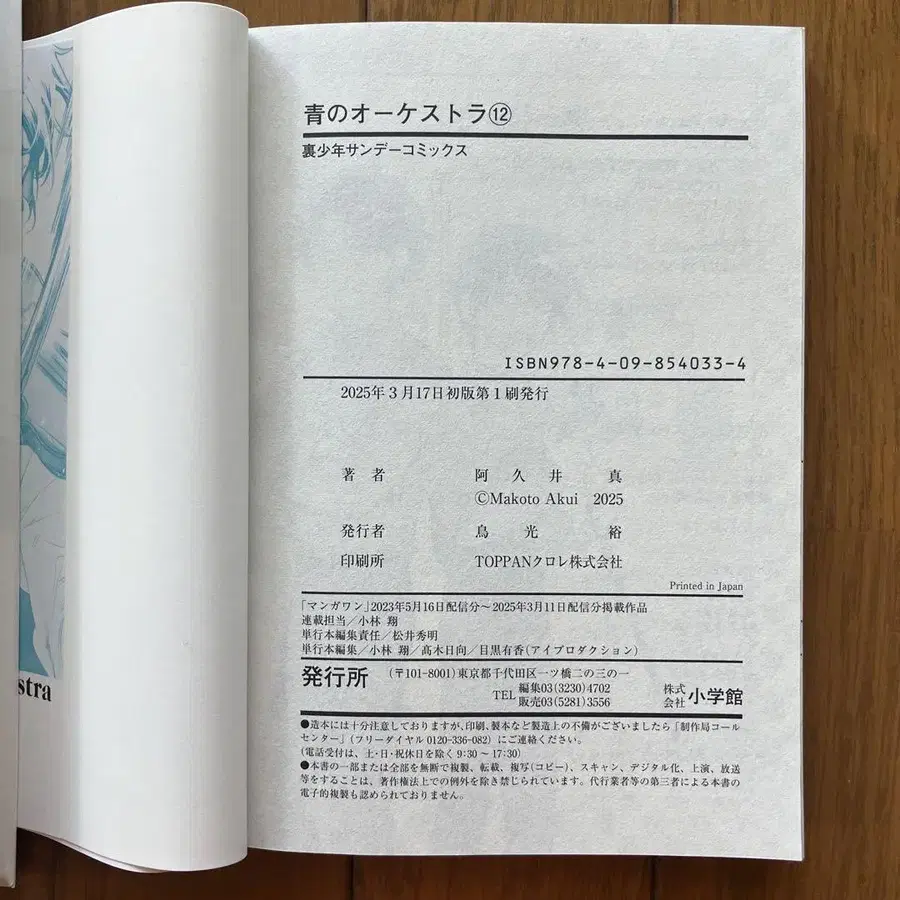 青のオーケストラ⑫
裏少年サンデーコミックス
ISBN978-4-09-854033-4
2025年3月17日初版第1刷発行
著者 阿久井 真
©Makoto Akui 2025
発行者 鳥光 裕
印刷所 TOPPANクロレ株式会社
Printed in Japan
「マンガワン」2023年5月16日配信分〜2025年3月11日配信分掲載作品
連載担当／小林 翔
単行本編集責任／松井秀明
単行本編集／小林 翔／髙木日向／目黒有香(アイプロダクション)
発行所 (〒101-8001)東京都千代田区一ツ橋二の三の一
TEL 編集03(3230)4702
販売03(5281)3556
株式会社 小学館
●造本には十分注意しておりますが、印刷、製本など製造上の不備がございましたら「制作局コール
センター」(フリーダイヤル0120-336-082)にご連絡ください。
(電話受付は、土・日・祝休日を除く9:30〜17:30)
●本書の一部または全部を無断で複製、転載、複写(コピー)、スキャン、デジタル化、上演、放送
等をすることは、著作権法上での例外を除き禁じられています。代行業者等の第三者による本書の
電子的複製も認められておりません。
stra